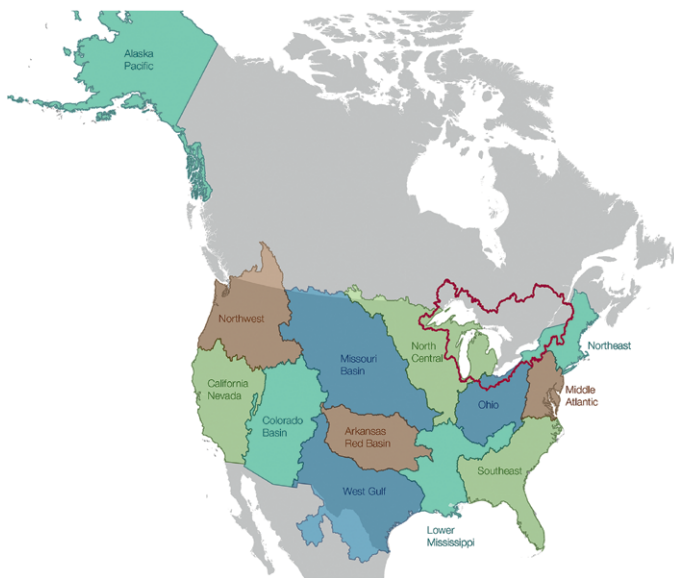 Alaska
Pacific
Northwest
Missouri
Basin
North
Central
Northeast
California
Nevada
Colorado
Basin
Arkansas
Red Basin
Ohio
Middle
Atlantic
Southeast
West Gulf
Lower
Mississippi